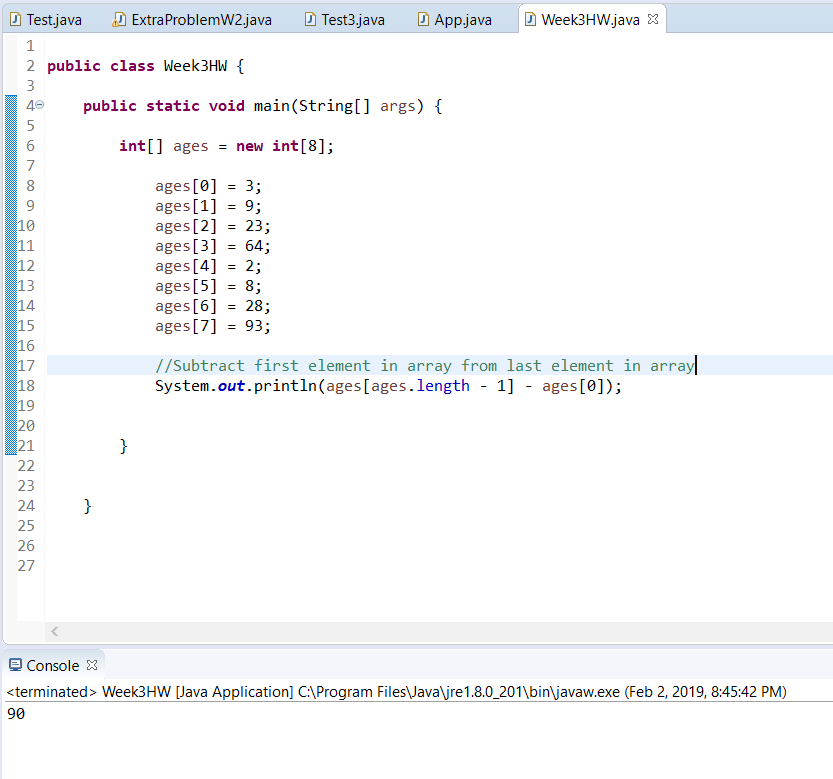 Test.java ExtraProblemW2.java Test3.java App.java Week3HW.java
1
2 public class Week3HW {
3
4 public static void main(String[] args) {
5
6 int[] ages = new int[8];
7
8 ages[0] = 3;
9 ages[1] = 9;
10 ages[2] = 23;
11 ages[3] = 64;
12 ages[4] = 2;
13 ages[5] = 8;
14 ages[6] = 28;
15 ages[7] = 93;
16
17 //Subtract first element in array from last element in array
18 System.out.println(ages[ages.length - 1] - ages[0]);
19
20
21 }
22
23
24 }
25
26
27
Console
<terminated> Week3HW [Java Application] C:\Program Files\Java\jre1.8.0_201\bin\javaw.exe (Feb 2, 2019, 8:45:42 PM)
90